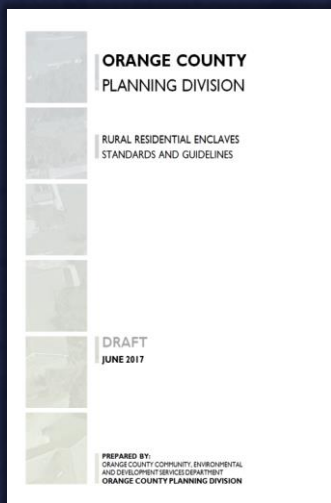 ORANGE COUNTY
PLANNING DIVISION
RURAL RESIDENTIAL ENCLAVES
STANDARDS AND GUIDELINES
DRAFT
JUNE 2017
PREPARED BY:
ORANGE COUNTY COMMUNITY, ENVIRONMENTAL
AND DEVELOPMENT SERVICES DEPARTMENT
ORANGE COUNTY PLANNING DIVISION